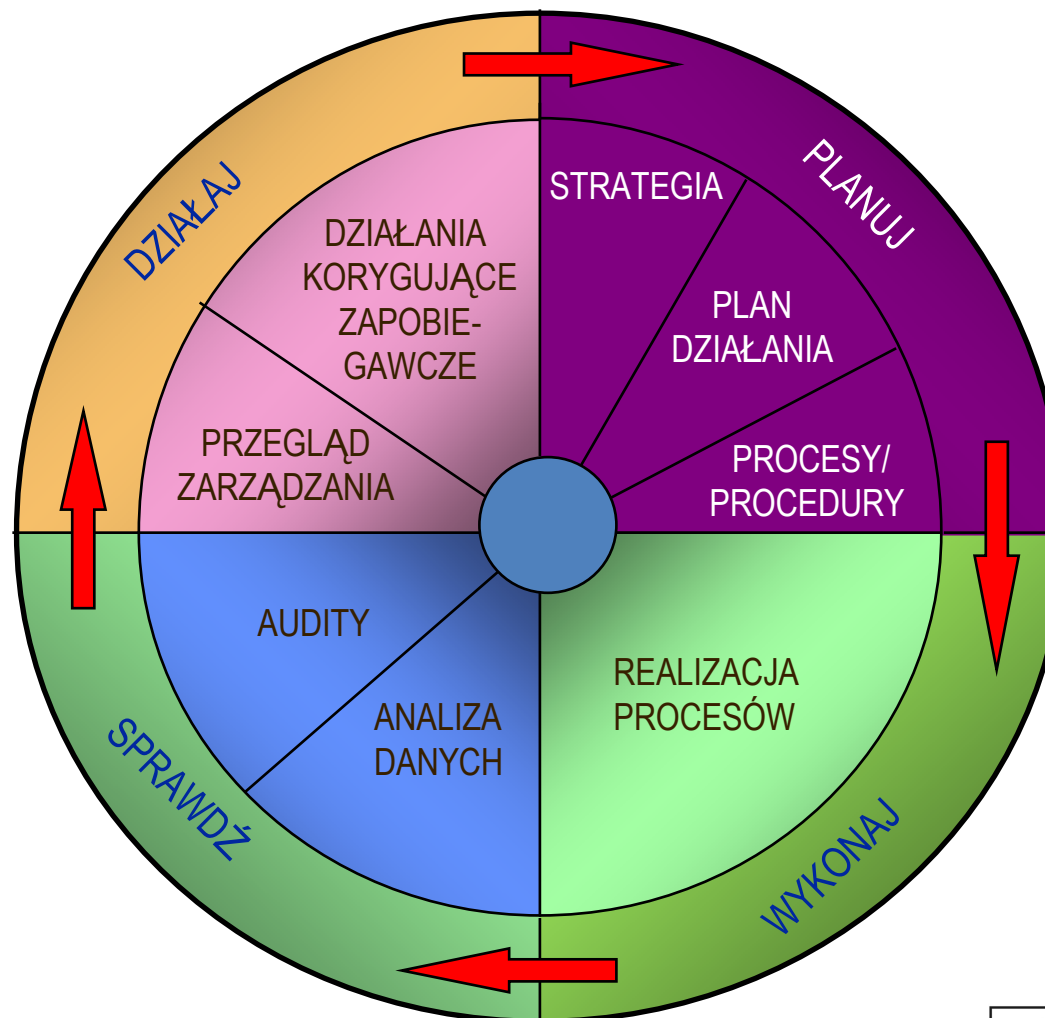 DZIAŁAJ
PLANUJ
STRATEGIA
DZIAŁANIA
KORYGUJĄCE
ZAPOBIE-
GAWCZE
PLAN
DZIAŁANIA
PRZEGLĄD
ZARZĄDZANIA
PROCESY/
PROCEDURY
AUDITY
ANALIZA
DANYCH
REALIZACJA
PROCESÓW
SPRAWDŹ
WYKONAJ